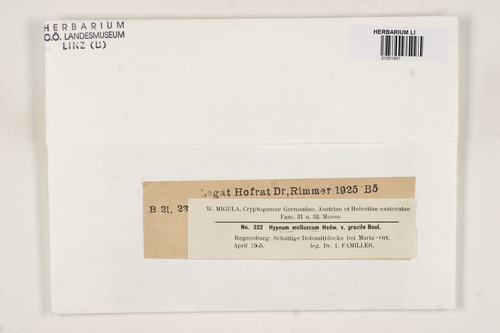 HERBARIUM
O.Ö. LANDESMUSEUM
LINZ (LI)
HERBARIUM LI
01051957
Legat Hofrat Dr, Rimmer 1925 B5
B 21, 23
W. MIGULA, Cryptogamae Germaniae, Austriae et Helvetiae exsiccatae
Fasc. 31 u. 32. Moose
No. 322 Hypnum molluscum Hedw. v. gracile Boul.
Regensburg: Schattige Dolomitblöcke bei Maria-Ort.
April 1905. leg. Dr. I. FAMILLER.